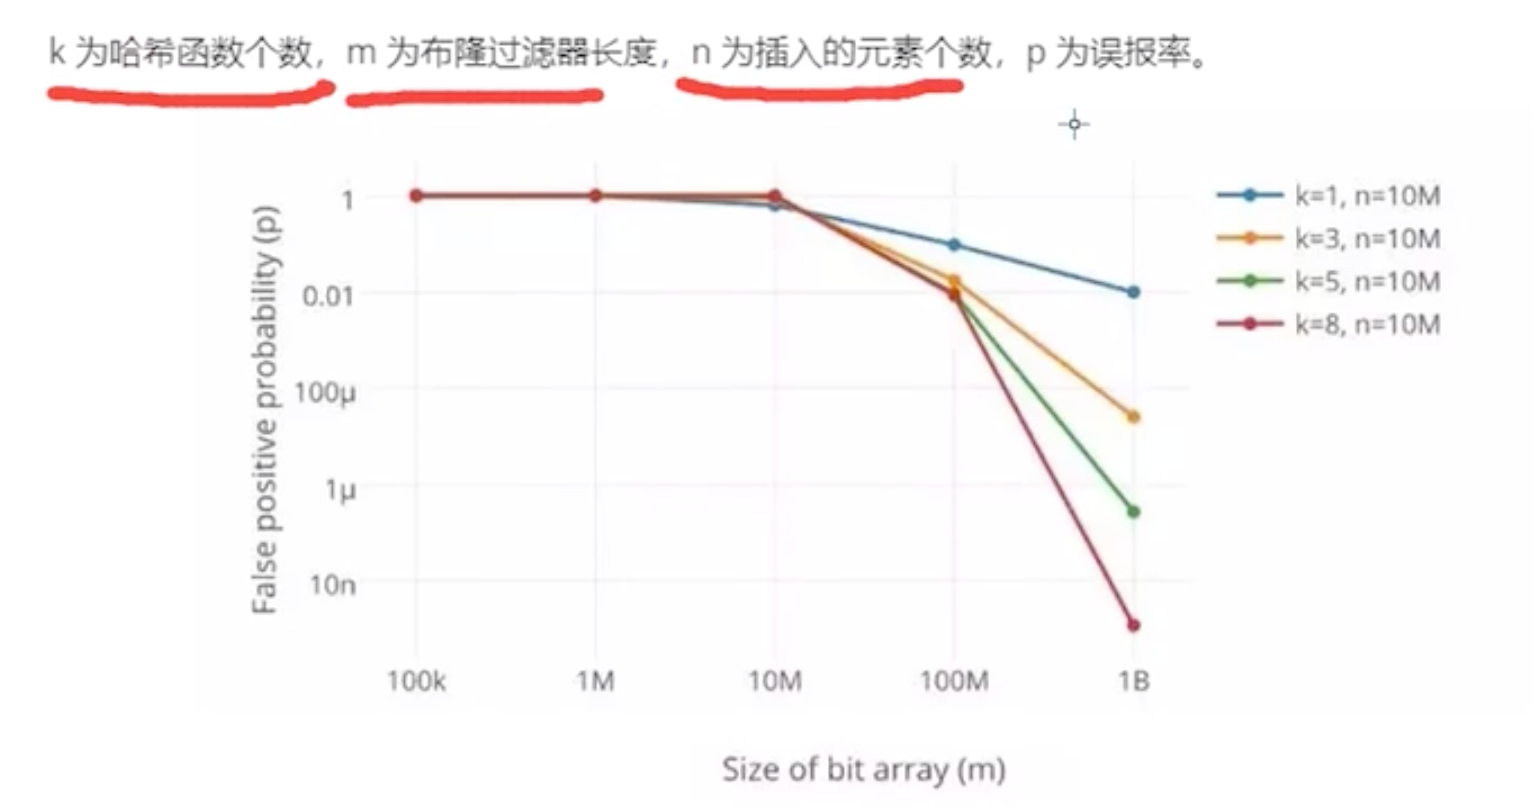 k 为哈希函数个数，m 为布隆过滤器长度，n 为插入的元素个数，p 为误报率。
False positive probability (p)
1
0.01
100μ
1μ
10n
100k
1M
10M
100M
1B
Size of bit array (m)
k=1, n=10M
k=3, n=10M
k=5, n=10M
k=8, n=10M